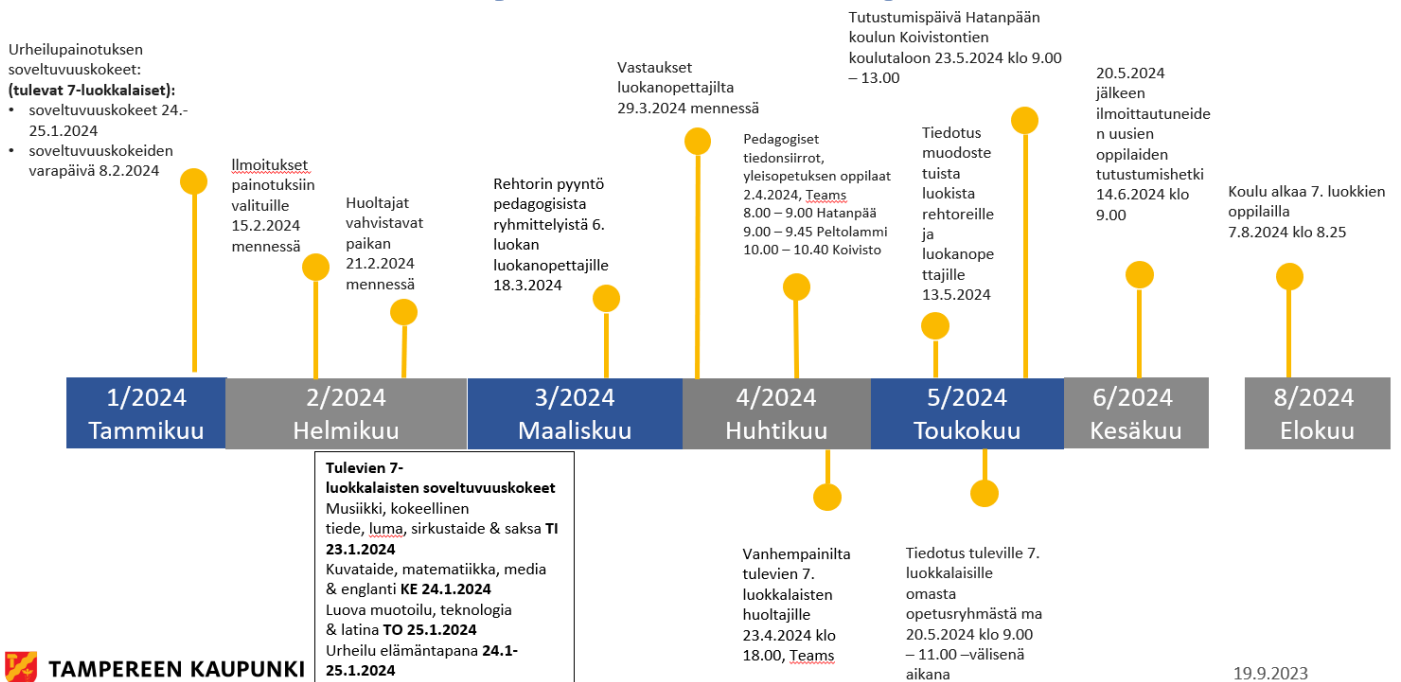 Urheilupainotuksen
soveltuvuuskokeet:
(tulevat 7-luokkalaiset):
• soveltuvuuskokeet 24.-
25.1.2024
• soveltuvuuskokeiden
varapäivä 8.2.2024
Ilmoitukset
painotuksiin
valituille
15.2.2024
mennessä
Huoltajat
vahvistavat
paikan
21.2.2024
mennessä
Rehtorin pyyntö
pedagogisista
ryhmittelyistä 6.
luokan
luokanopettajille
18.3.2024
Vastaukset
luokanopettajilta
29.3.2024 mennessä
Pedagogiset
tiedonsiirrot,
yleisopetuksen oppilaat
2.4.2024, Teams
8.00 – 9.00 Hatanpää
9.00 – 9.45 Peltolammi
10.00 – 10.40 Koivisto
Tiedotus
muodoste
tuista
luokista
rehtoreille
ja
luokanope
ttajille
13.5.2024
Tutustumispäivä Hatanpään
koulun Koivistontien
koulutaloon 23.5.2024 klo 9.00
– 13.00
20.5.2024
jälkeen
ilmoittautuneide
n uusien
oppilaiden
tutustumishetki
14.6.2024 klo
9.00
Koulu alkaa 7. luokkien
oppilailla
7.8.2024 klo 8.25
1/2024
Tammikuu
2/2024
Helmikuu
3/2024
Maaliskuu
4/2024
Huhtikuu
5/2024
Toukokuu
6/2024
Kesäkuu
8/2024
Elokuu
Tulevien 7-
luokkalaisten soveltuvuuskokeet
Musiikki, kokeellinen
tiede, luma, sirkustaide & saksa TI
23.1.2024
Kuvataide, matematiikka, media
& englanti KE 24.1.2024
Luova muotoilu, teknologia
& latina TO 25.1.2024
Urheilu elämäntapana 24.1-
25.1.2024
Vanhempainilta
tulevien 7.
luokkalaisten
huoltajille
23.4.2024 klo
18.00, Teams
Tiedotus tuleville 7.
luokkalaisille
omasta
opetusryhmästä ma
20.5.2024 klo 9.00
– 11.00 –välisenä
aikana
TAMPEREEN KAUPUNKI
19.9.2023